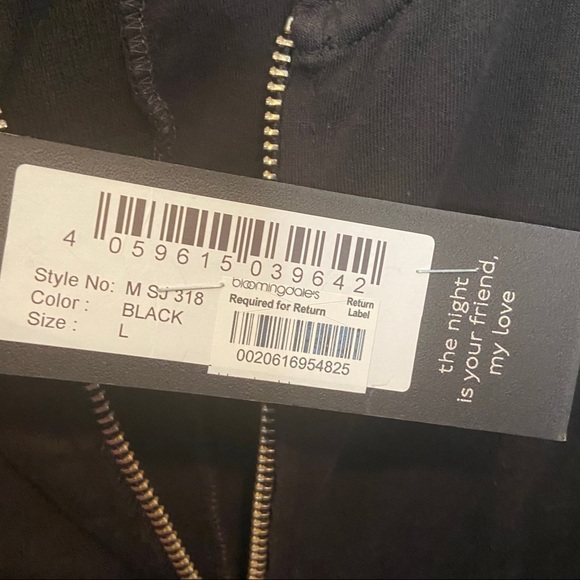 4 059615 039642
Style No: M SJ 318
Color : BLACK
Size : L
bloomingdale's
Required for Return
Return
Label
0020616954825
the night
is your friend,
my love